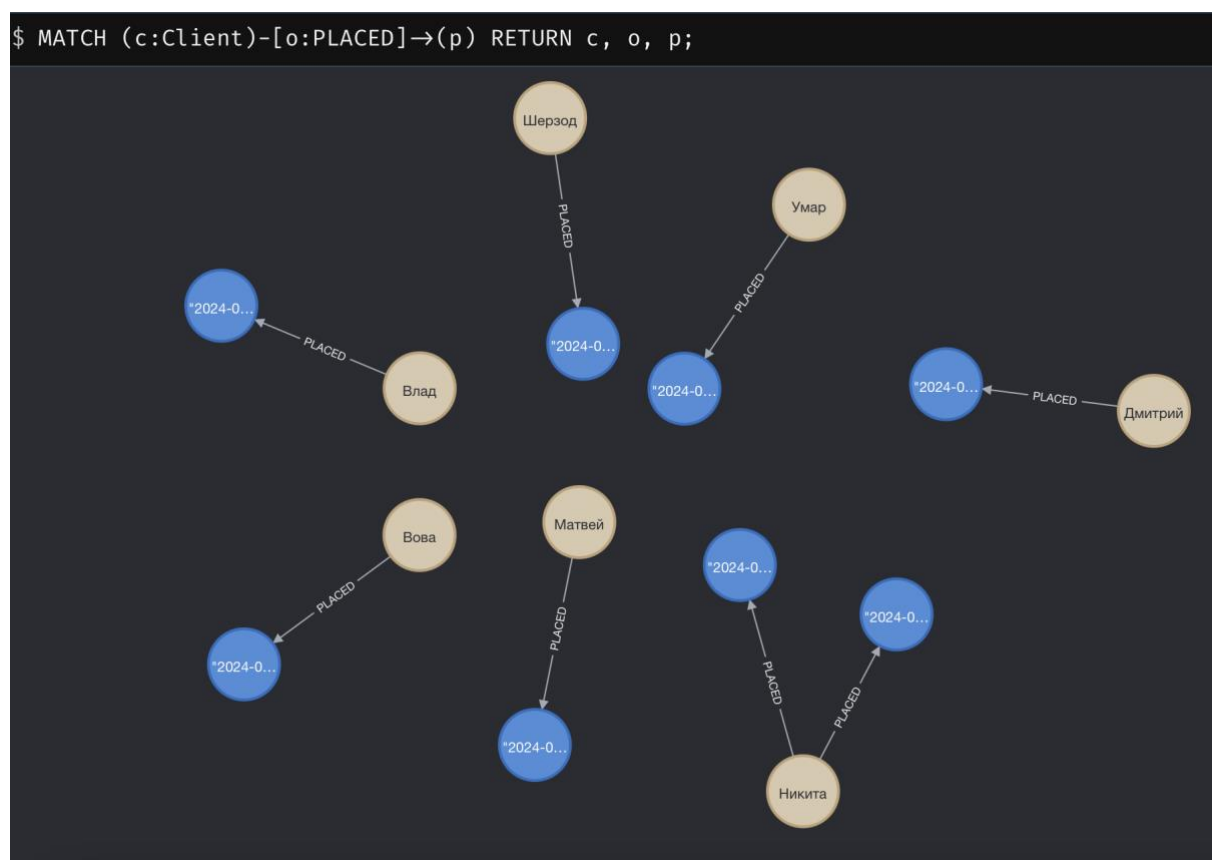 $ MATCH (c:Client)-[o:PLACED]→(p) RETURN c, o, p;
Шерзод
Умар
PLACED
PLACED
"2024-0...
"2024-0...
PLACED
"2024-0...
"2024-0...
PLACED
Влад
Дмитрий
Матвей
Вова
"2024-0...
PLACED
"2024-0...
PLACED
"2024-0...
PLACED
PLACED
"2024-0...
Никита